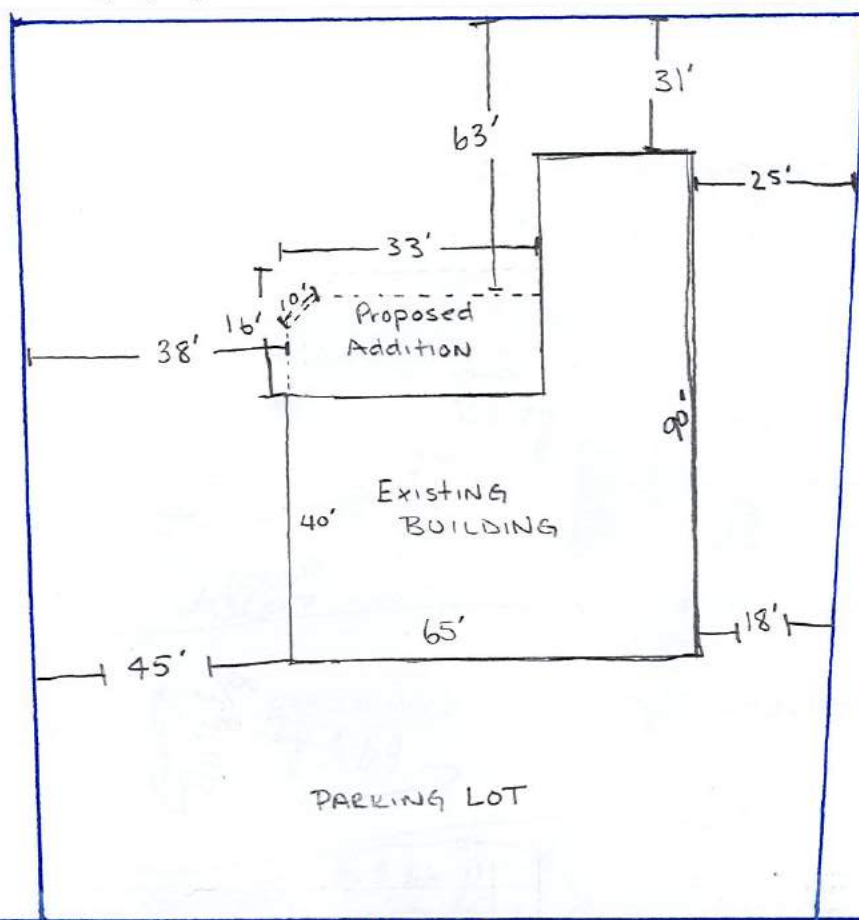 31'
63'
25'
33'
10'
16'
Proposed
Addition
38'
90'
Existing
BUILDING
40'
65'
18'
45'
PARKING LOT